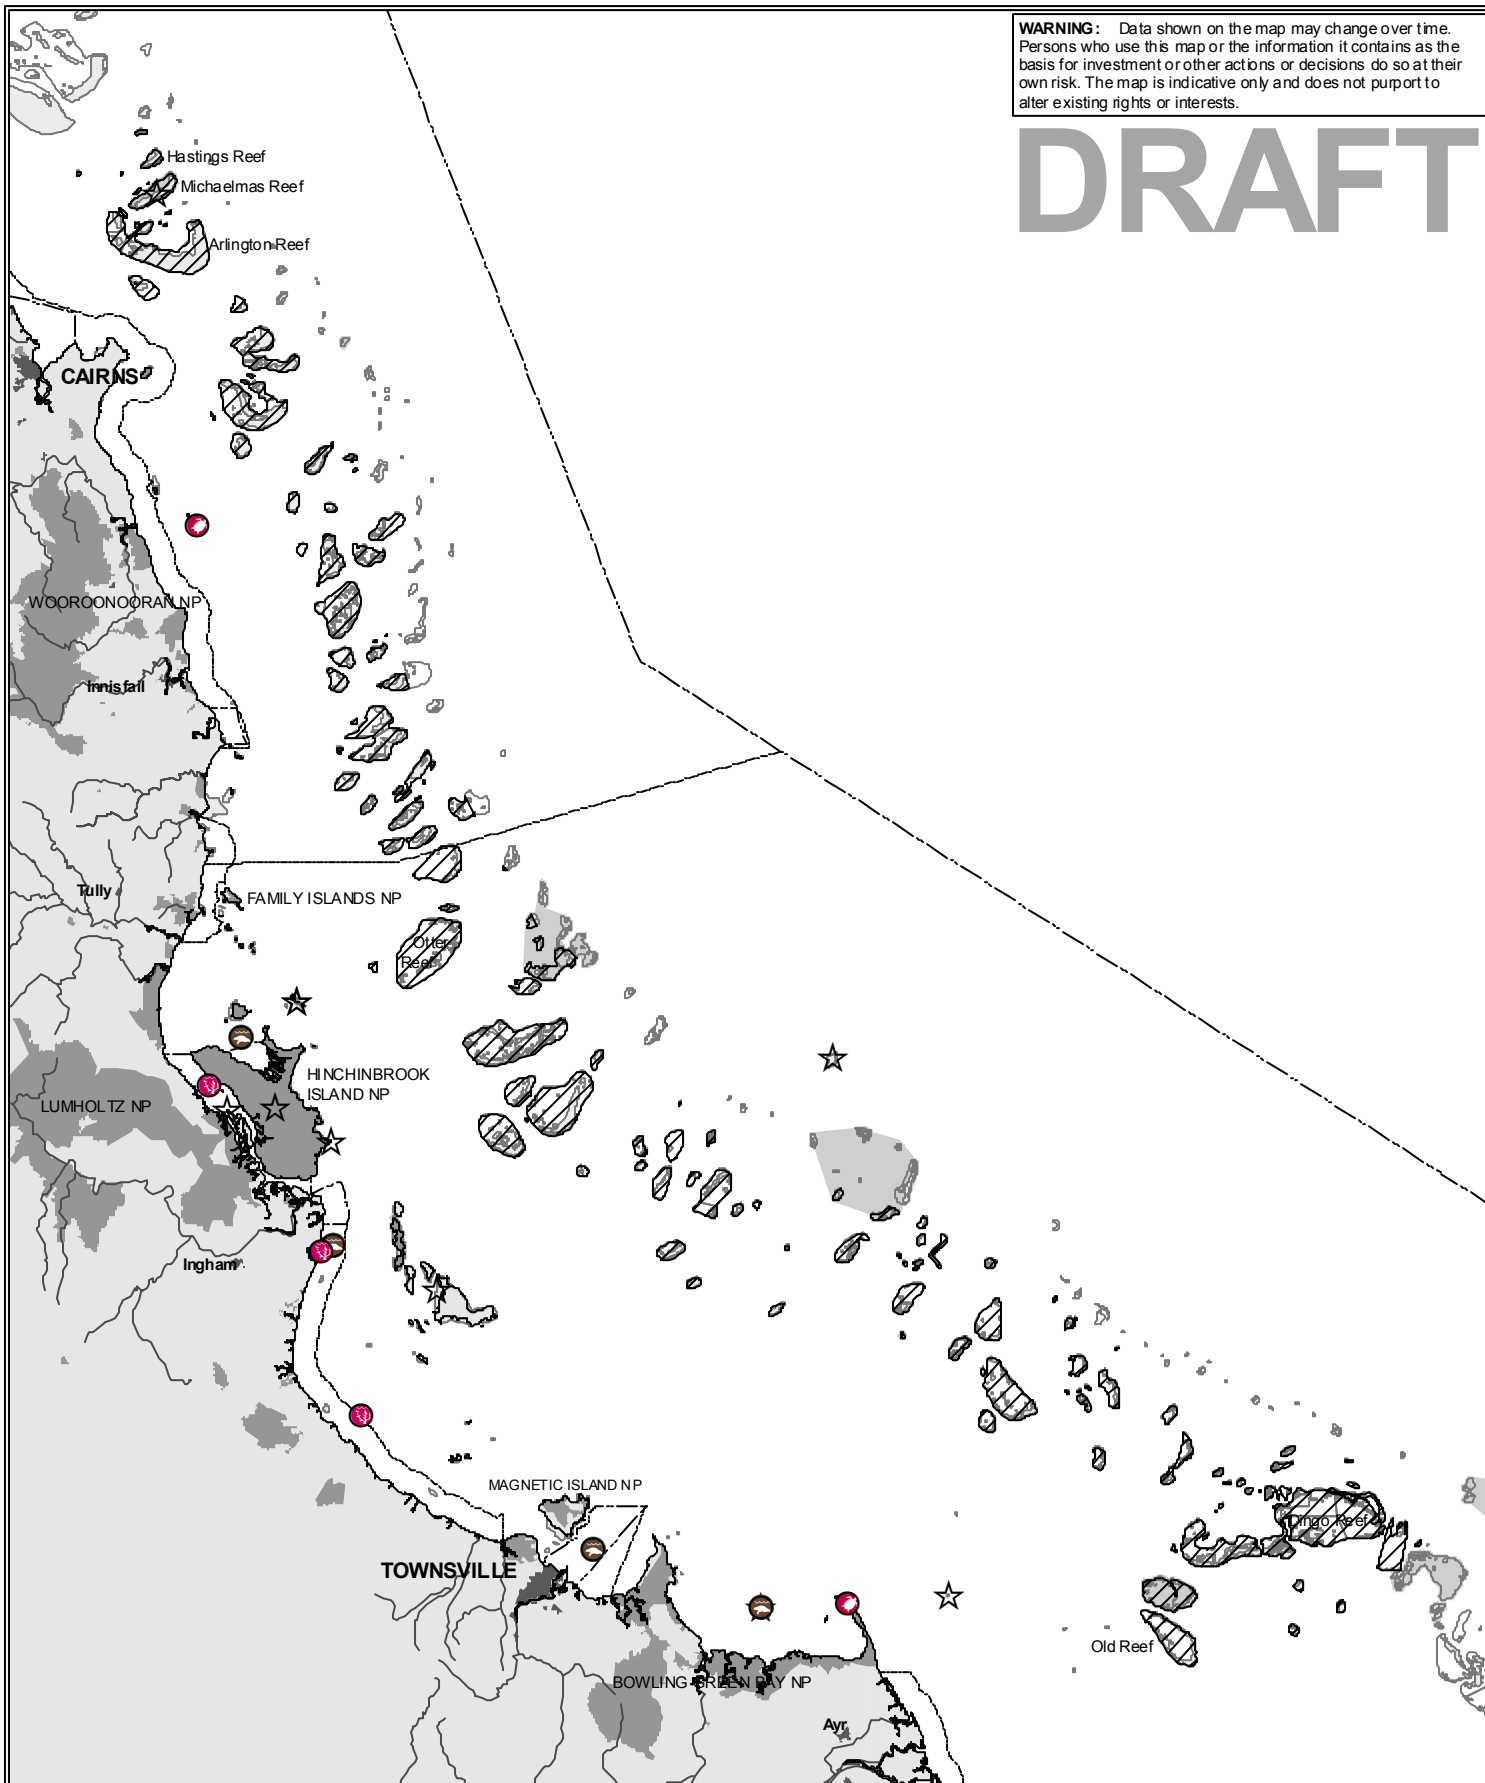 WARNING: Data shown on the map may change over time.
Persons who use this map or the information it contains as the
basis for investment or other actions or decisions do so at their
own risk. The map is indicative only and does not purport to
alter existing rights or interests.
DRAFT
Hastings Reef
Michaelmas Reef
Arlington Reef
CAIRNS
WOOROONOORAN NP
Innisfail
Tully
FAMILY ISLANDS NP
Otter
Reef
HINCHINBROOK
ISLAND NP
LUMHOLTZ NP
Ingham
MAGNETIC ISLAND NP
Dingo Reef
TOWNSVILLE
Old Reef
BOWLING GREEN BAY NP
Ayr